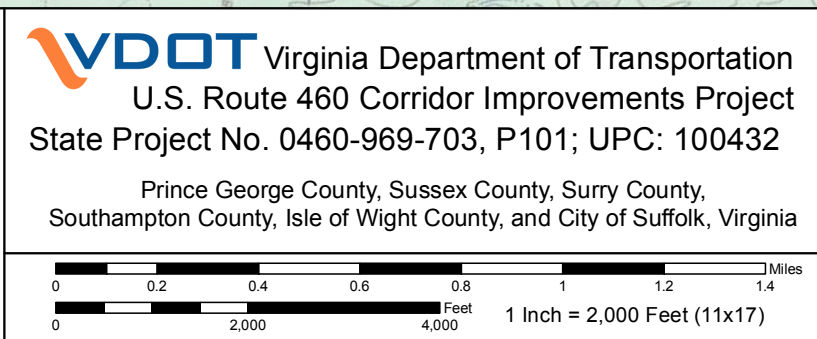 VDOT Virginia Department of Transportation
U.S. Route 460 Corridor Improvements Project
State Project No. 0460-969-703, P101; UPC: 100432
Prince George County, Sussex County, Surry County,
Southampton County, Isle of Wight County, and City of Suffolk, Virginia
Miles
0 0.2 0.4 0.6 0.8 1 1.2 1.4
Feet
0 2,000 4,000
1 Inch = 2,000 Feet (11x17)